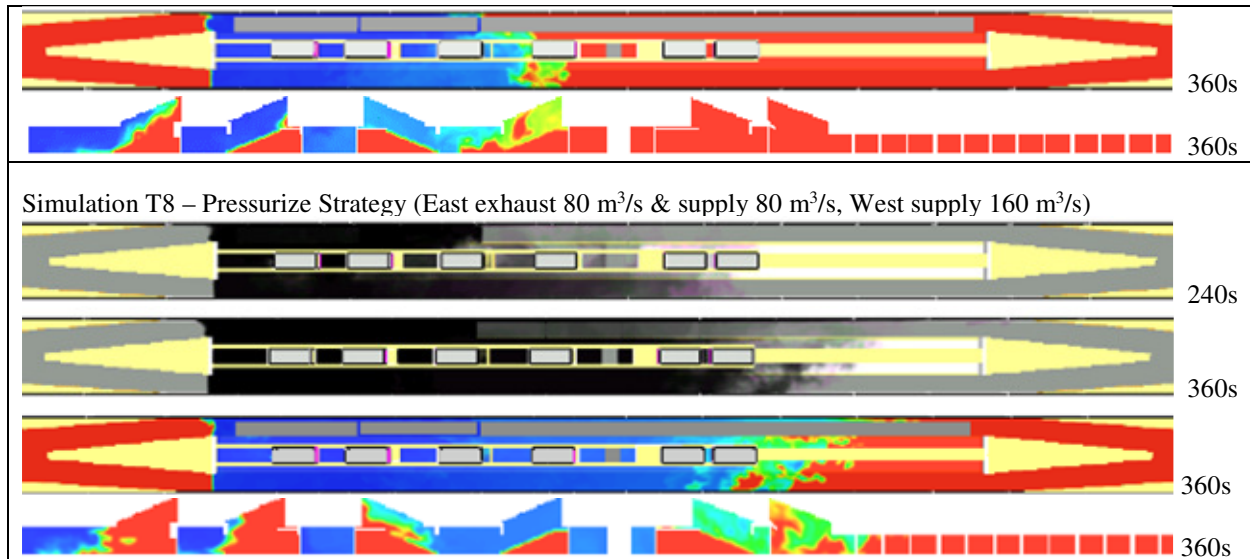 360s
360s
Simulation T8 – Pressurize Strategy (East exhaust 80 m³/s & supply 80 m³/s, West supply 160 m³/s)
240s
360s
360s
360s